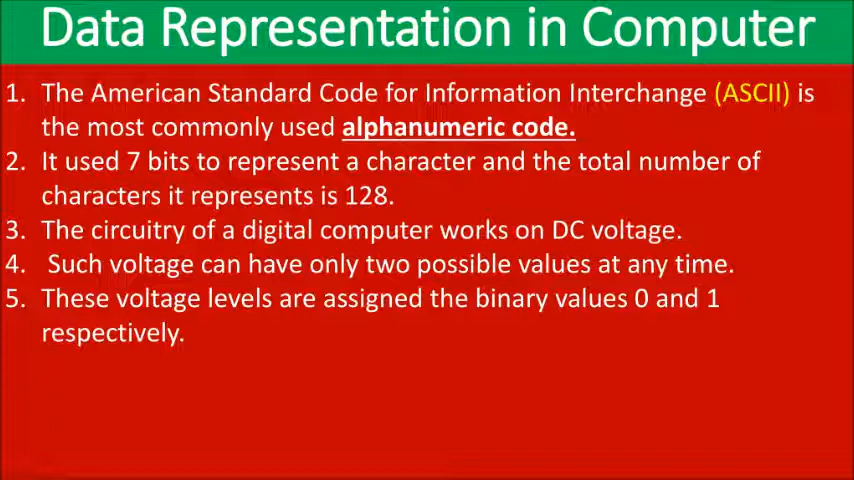 Data Representation in Computer
1. The American Standard Code for Information Interchange (ASCII) is
the most commonly used alphanumeric code.
2. It used 7 bits to represent a character and the total number of
characters it represents is 128.
3. The circuitry of a digital computer works on DC voltage.
4. Such voltage can have only two possible values at any time.
5. These voltage levels are assigned the binary values 0 and 1
respectively.